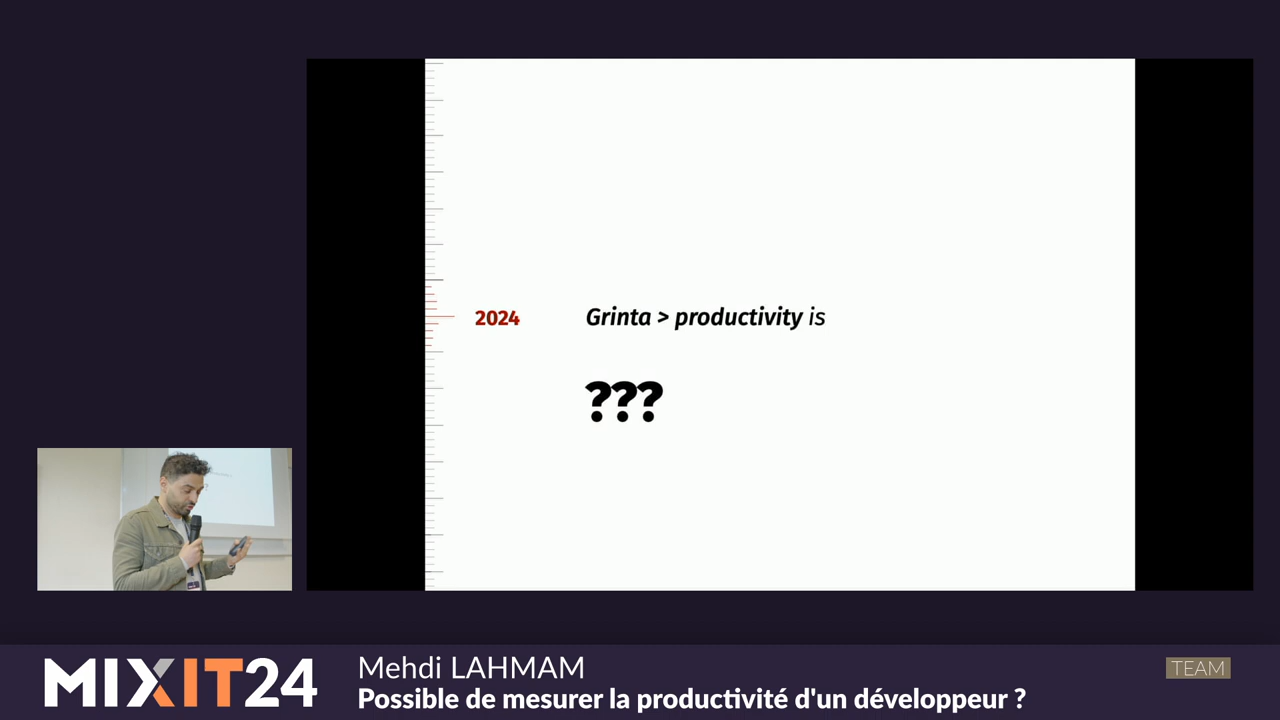 2024
Grinta > productivity is
???
MIXIT24
Mehdi LAHMAM
Possible de mesurer la productivité d'un développeur ?
TEAM